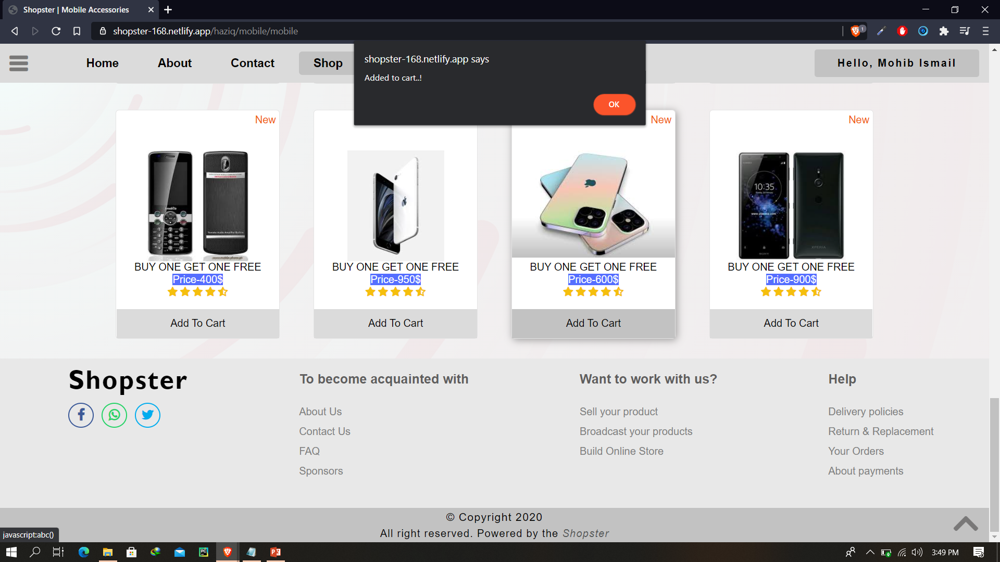 Shopster | Mobile Accessories
shopster-168.netlify.app/haziq/mobile/mobile
1
shopster-168.netlify.app says
Added to cart..!
OK
Home
About
Contact
Shop
Hello, Mohib Ismail
New
New
New
10:35
XPERIA
SONY
BUY ONE GET ONE FREE
Price-400$
Add To Cart
BUY ONE GET ONE FREE
Price-950$
Add To Cart
BUY ONE GET ONE FREE
Price-600$
Add To Cart
BUY ONE GET ONE FREE
Price-900$
Add To Cart
Shopster
To become acquainted with
About Us
Contact Us
FAQ
Sponsors
Want to work with us?
Sell your product
Broadcast your products
Build Online Store
Help
Delivery policies
Return & Replacement
Your Orders
About payments
© Copyright 2020
All right reserved. Powered by the Shopster
javascript:abc()
3:49 PM